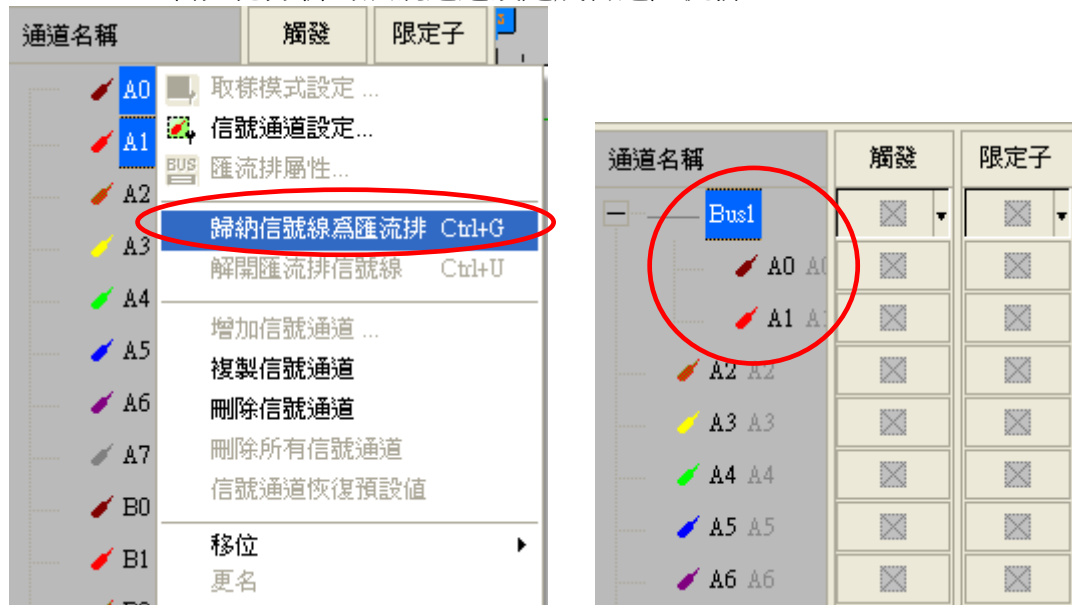 通道名稱 觸發 限定子
A0
A1
A2
A3
A4
A5
A6
A7
B0
B1
取樣模式設定 ...
信號通道設定...
BUS 匯流排屬性...
歸納信號線為匯流排 Ctrl+G
解開匯流排信號線 Ctrl+U
增加信號通道 ...
複製信號通道
刪除信號通道
刪除所有信號通道
信號通道恢復預設值
移位
更名
通道名稱 觸發 限定子
Bus1
A0 A0
A1 A1
A2 A2
A3 A3
A4 A4
A5 A5
A6 A6